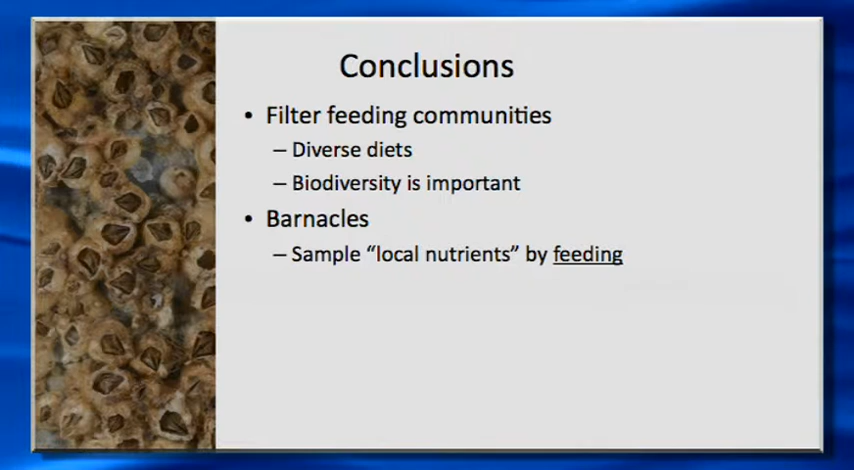 Conclusions
• Filter feeding communities
– Diverse diets
– Biodiversity is important
• Barnacles
– Sample “local nutrients” by feeding